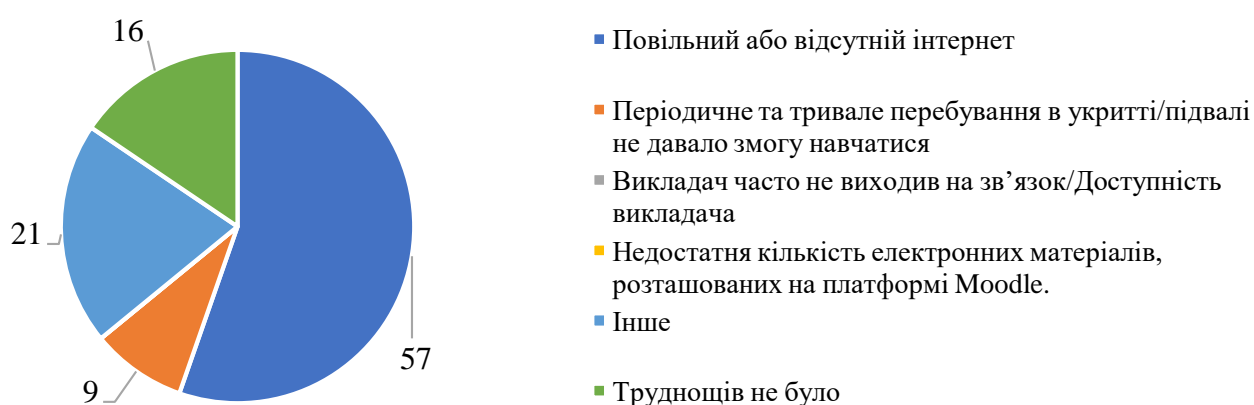 16
21
9
57
Повільний або відсутній інтернет
Періодичне та тривале перебування в укритті/підвалі
не давало змогу навчатися
Викладач часто не виходив на зв’язок/Доступність
викладача
Недостатня кількість електронних матеріалів,
розташованих на платформі Moodle.
Інше
Труднощів не було